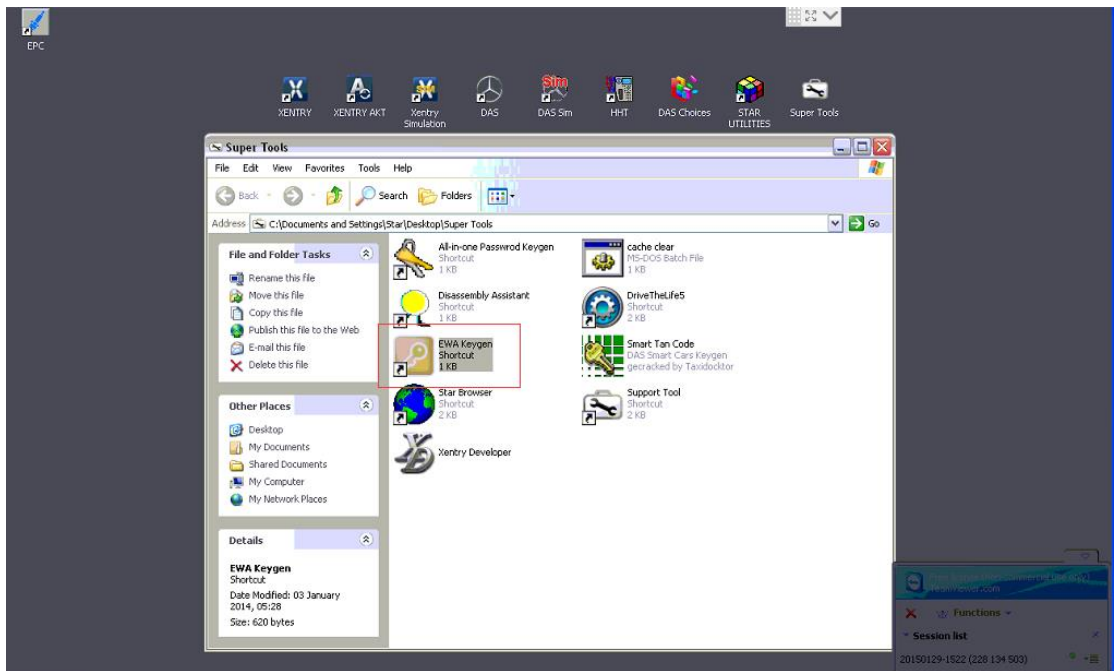 EPC
XENTRY
XENTRY AKT
Xentry
Simulation
DAS
Sim
DAS Sim
HHT
DAS Choices
STAR
UTILITIES
Super Tools
Super Tools
File Edit View Favorites Tools Help
Back Search Folders
Address C:\Documents and Settings\Star\Desktop\Super Tools Go
File and Folder Tasks
Rename this file
Move this file
Copy this file
Publish this file to the Web
E-mail this file
Delete this file
Other Places
Desktop
My Documents
Shared Documents
My Computer
My Network Places
Details
EWA Keygen
Shortcut
Date Modified: 03 January
2014, 05:28
Size: 620 bytes
All-in-one Passwrod Keygen
Shortcut
1 KB
cache clear
MS-DOS Batch File
1 KB
Disassembly Assistant
Shortcut
1 KB
DriveTheLife5
Shortcut
2 KB
EWA Keygen
Shortcut
1 KB
Smart Tan Code
DAS Smart Cars Keygen
gecracked by Taxidocktor
Star Browser
Shortcut
2 KB
Support Tool
Shortcut
2 KB
Xentry Developer
Functions
Session list
20150129-1522 (228 134 503)